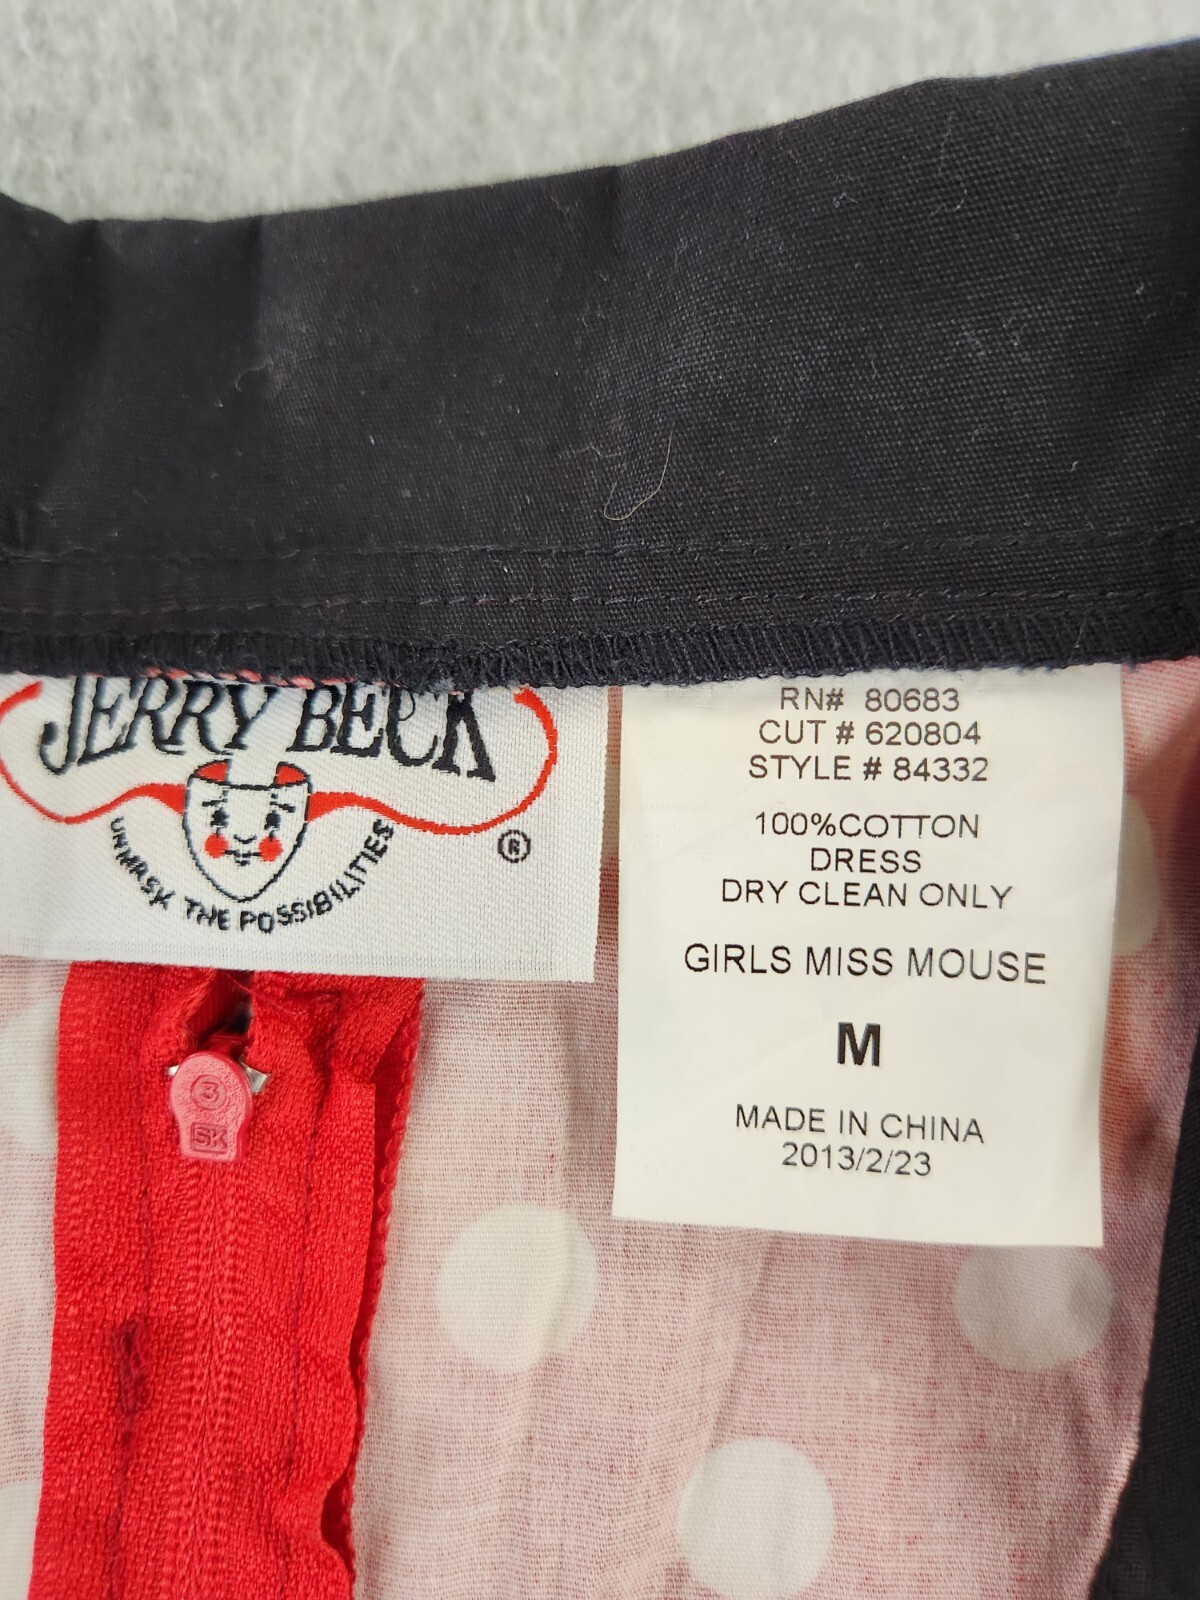 JERRY BECK
UNMASK THE POSSIBILITIES
®
RN# 80683
CUT # 620804
STYLE # 84332
100%COTTON
DRESS
DRY CLEAN ONLY
GIRLS MISS MOUSE
M
MADE IN CHINA
2013/2/23
3
SK